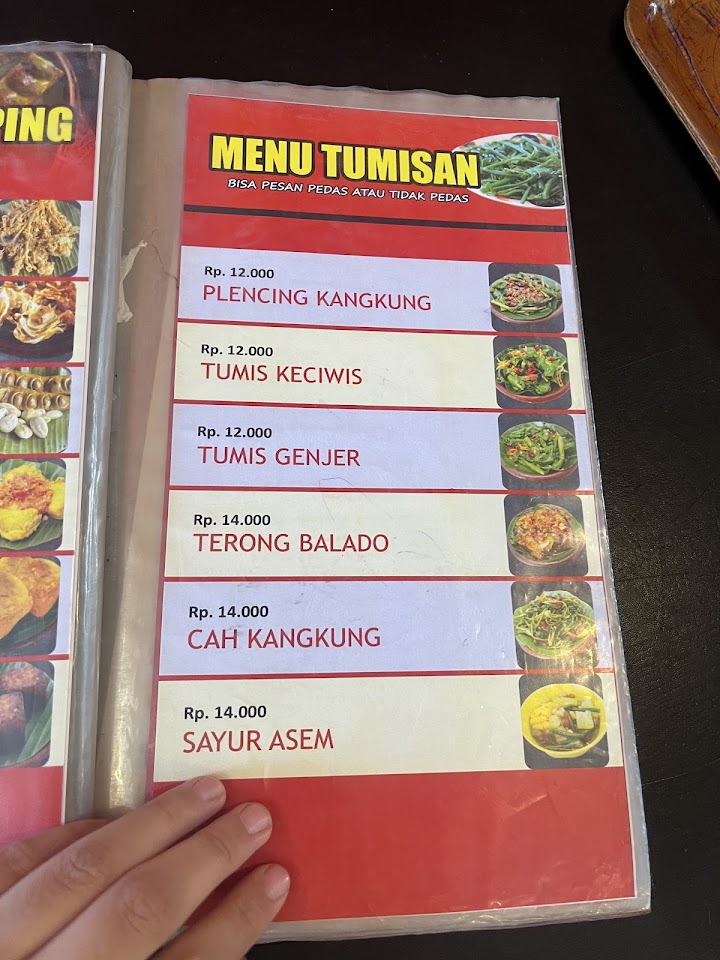 PING
MENU TUMISAN
BISA PESAN PEDAS ATAU TIDAK PEDAS
Rp. 12.000
PLENCING KANGKUNG
Rp. 12.000
TUMIS KECIWIS
Rp. 12.000
TUMIS GENJER
Rp. 14.000
TERONG BALADO
Rp. 14.000
CAH KANGKUNG
Rp. 14.000
SAYUR ASEM